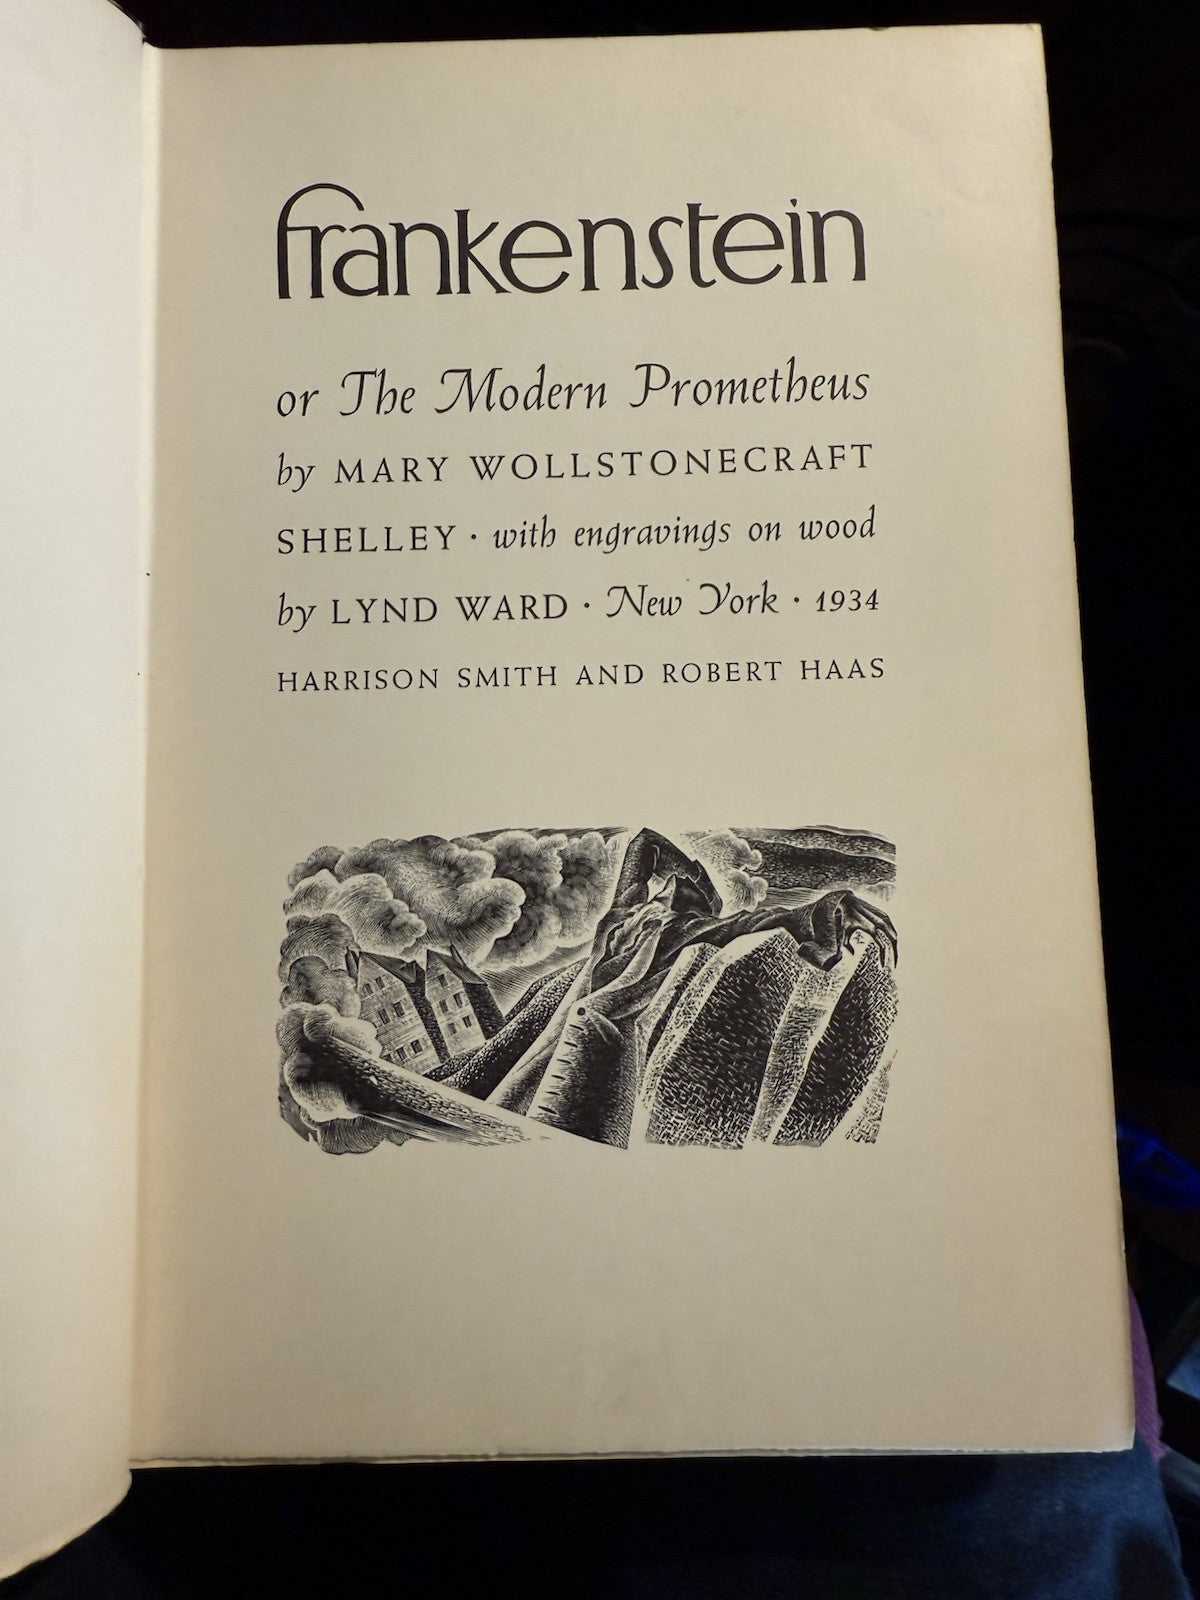 frankenstein
or The Modern Prometheus
by MARY WOLLSTONECRAFT
SHELLEY · with engravings on wood
by LYND WARD · New York · 1934
HARRISON SMITH AND ROBERT HAAS